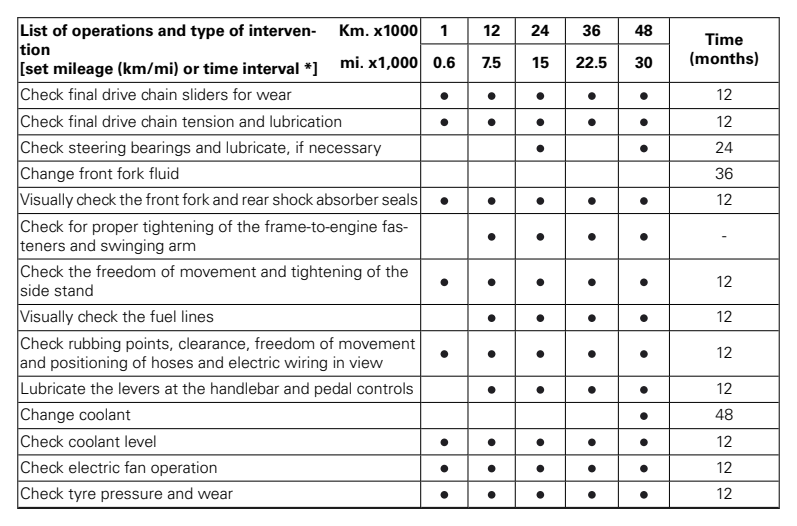 List of operations and type of interven- Km. x1000 1 12 24 36 48 Time
tion
[set mileage (km/mi) or time interval *] mi. x1,000 0.6 7.5 15 22.5 30 (months)
Check final drive chain sliders for wear ● ● ● ● ● 12
Check final drive chain tension and lubrication ● ● ● ● ● 12
Check steering bearings and lubricate, if necessary ● ● 24
Change front fork fluid 36
Visually check the front fork and rear shock absorber seals ● ● ● ● ● 12
Check for proper tightening of the frame-to-engine fas-
teners and swinging arm ● ● ● ● -
Check the freedom of movement and tightening of the
side stand ● ● ● ● ● 12
Visually check the fuel lines ● ● ● ● 12
Check rubbing points, clearance, freedom of movement
and positioning of hoses and electric wiring in view ● ● ● ● ● 12
Lubricate the levers at the handlebar and pedal controls ● ● ● ● 12
Change coolant ● 48
Check coolant level ● ● ● ● ● 12
Check electric fan operation ● ● ● ● ● 12
Check tyre pressure and wear ● ● ● ● ● 12